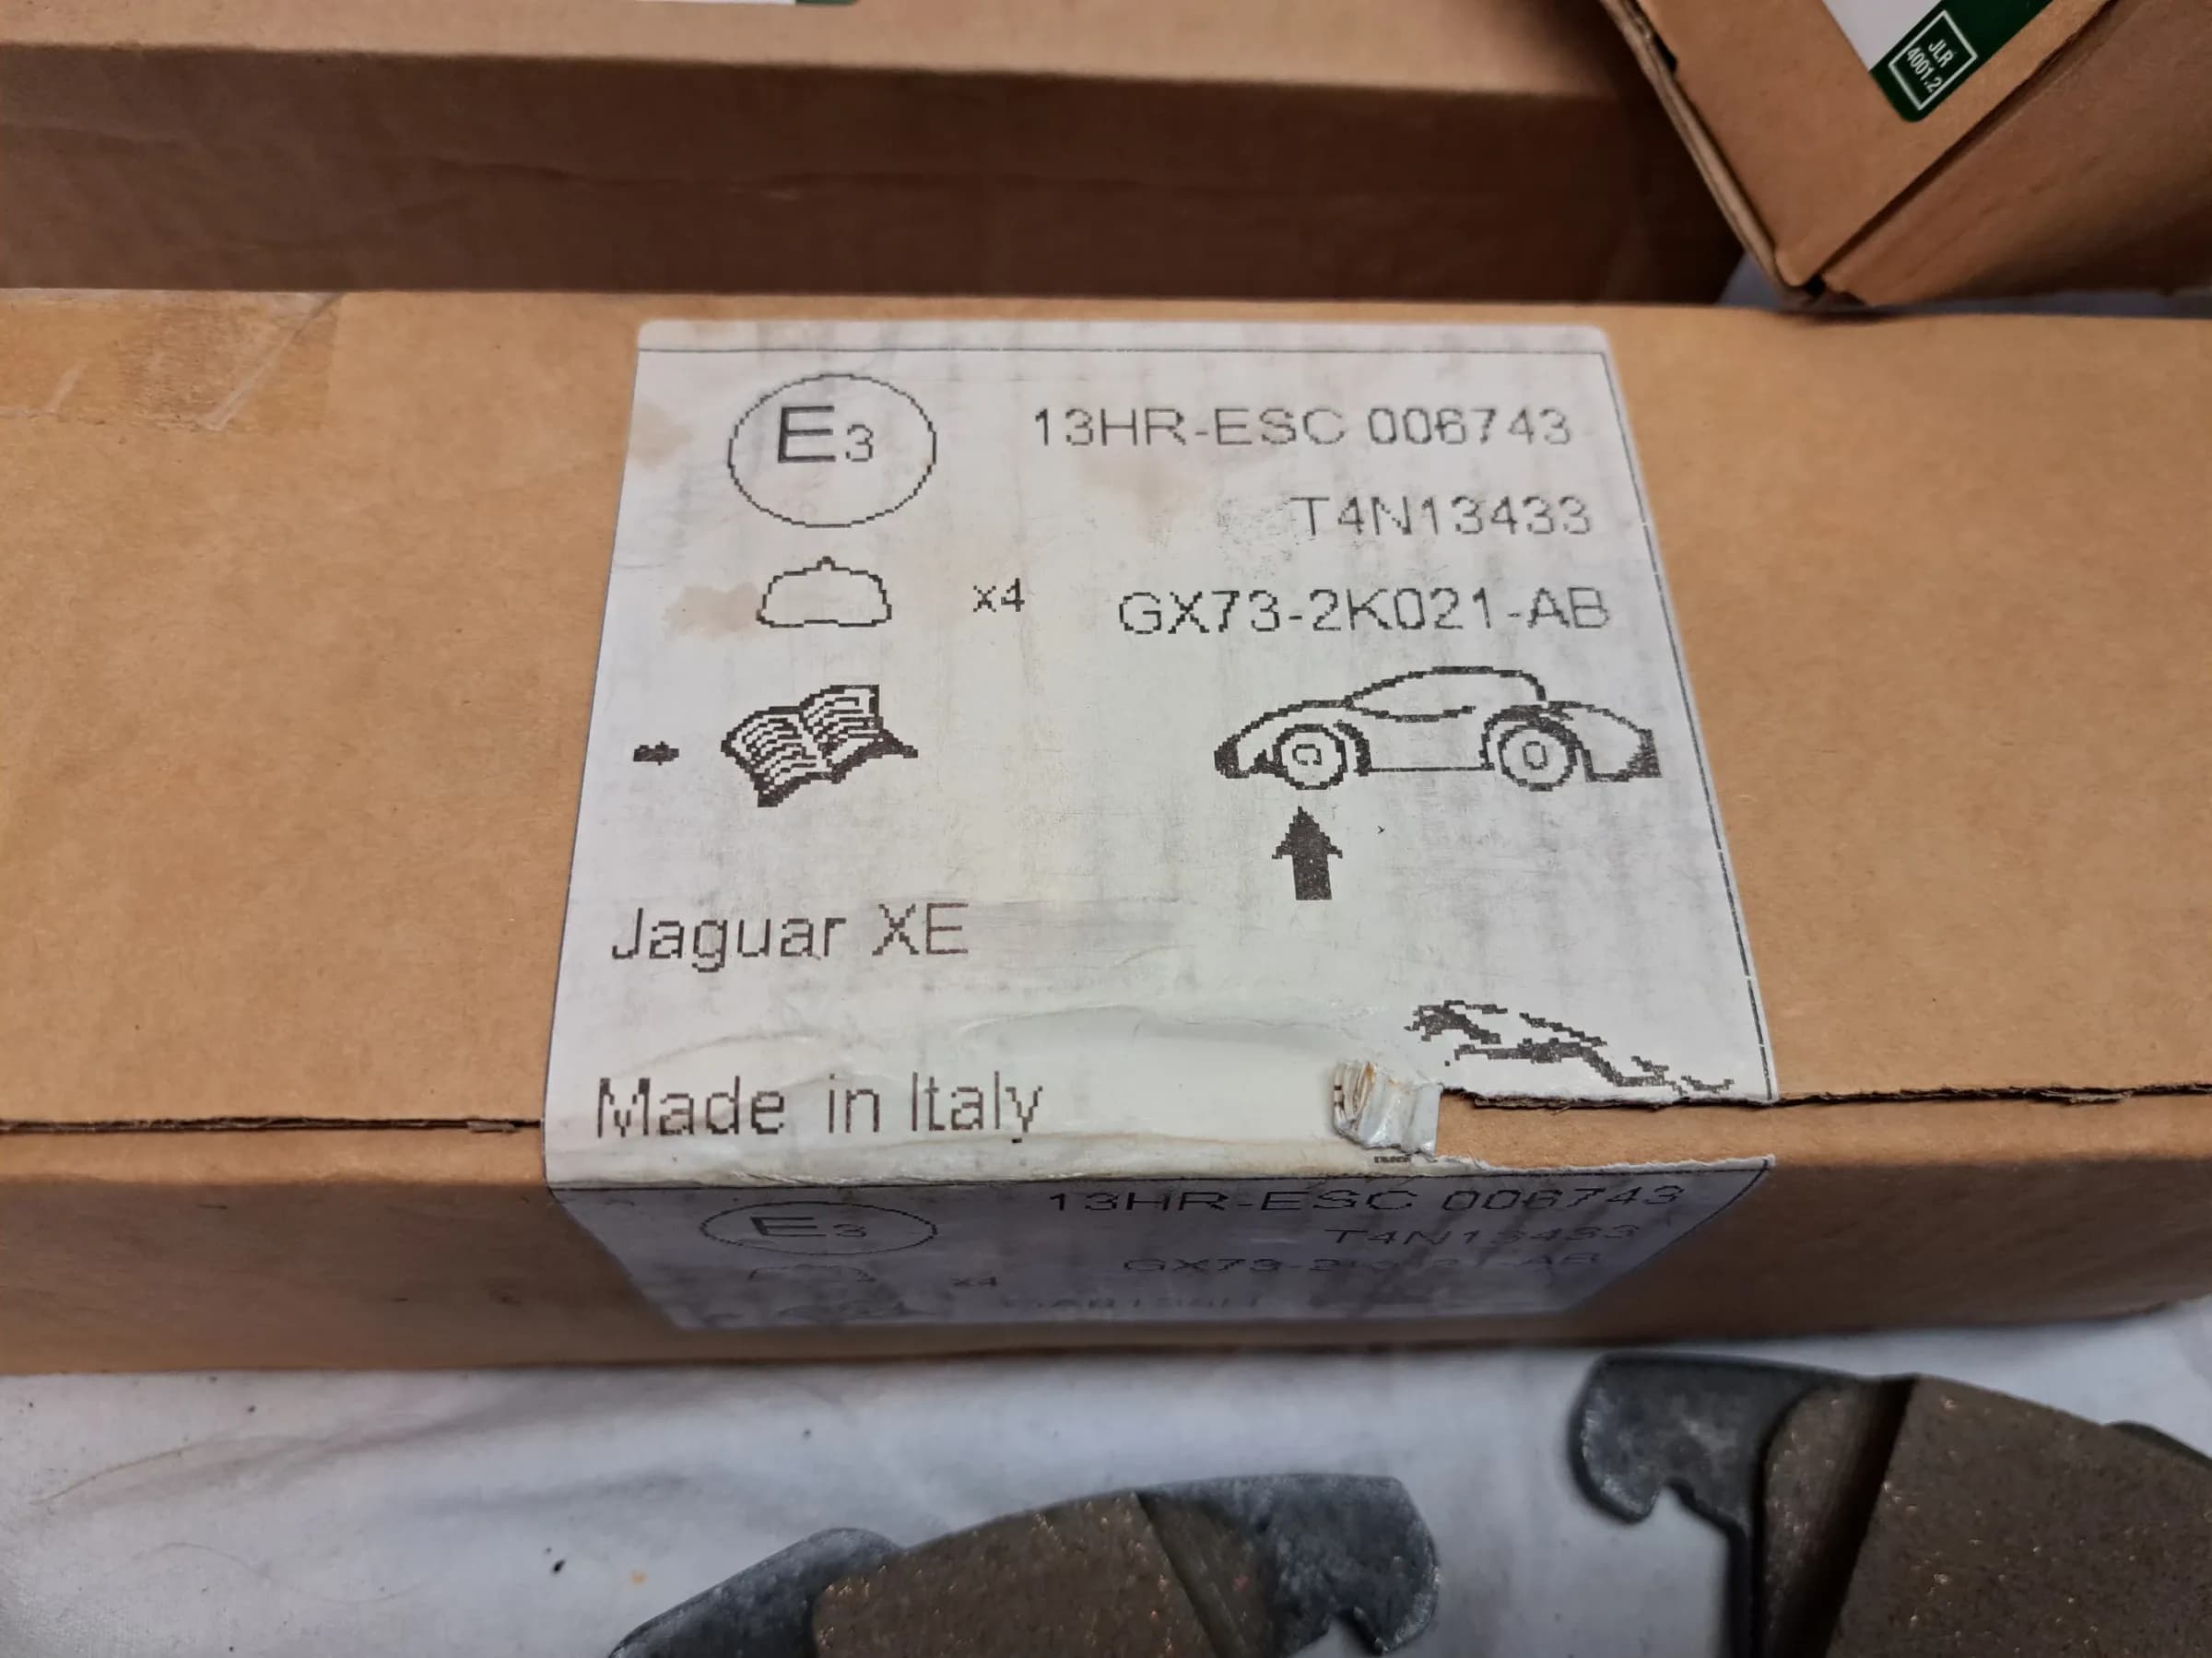 JLR
4001.2
E3
13HR-ESC 006743
T4N13433
x4
GX73-2K021-AB
Jaguar XE
Made in Italy
E3
13HR-ESC 006743
T4N13433
x4